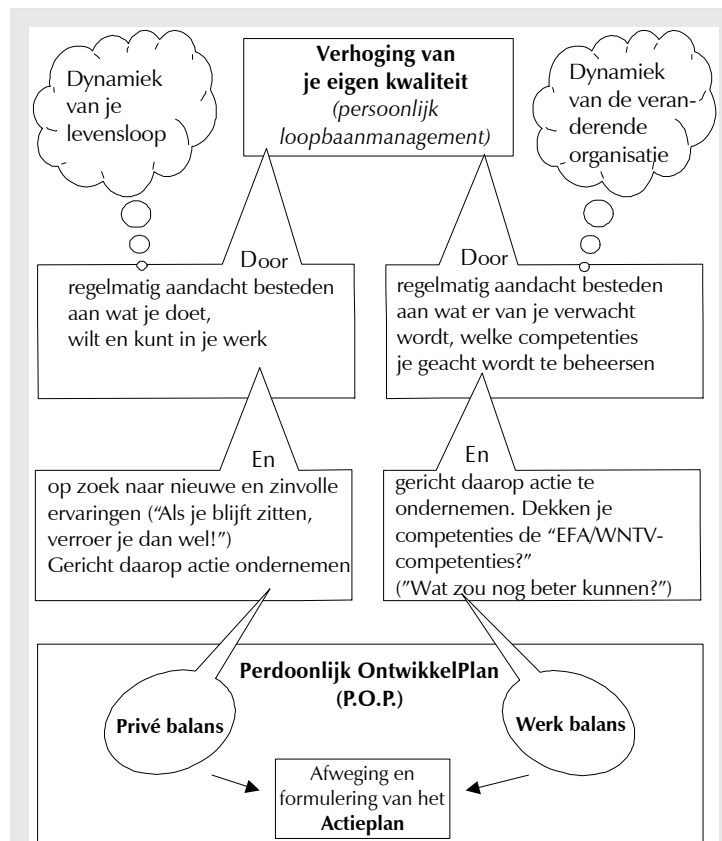 Dynamiek
van je
levensloop
Verhoging van
je eigen kwaliteit
(persoonlijk
loopbaanmanagement)
Dynamiek
van de veran-
derende
organisatie
Door
regelmatig aandacht besteden
aan wat je doet,
wilt en kunt in je werk
Door
regelmatig aandacht besteden
aan wat er van je verwacht
wordt, welke competenties
je geacht wordt te beheersen
En
op zoek naar nieuwe en zinvolle
ervaringen (“Als je blijft zitten,
verroer je dan wel!”)
Gericht daarop actie ondernemen
En
gericht daarop actie te
ondernemen. Dekken je
competenties de “EFA/WNTV-
competenties?”
(”Wat zou nog beter kunnen?”)
Perdoonlijk OntwikkelPlan
(P.O.P.)
Privé balans
Werk balans
Afweging en
formulering van het
Actieplan